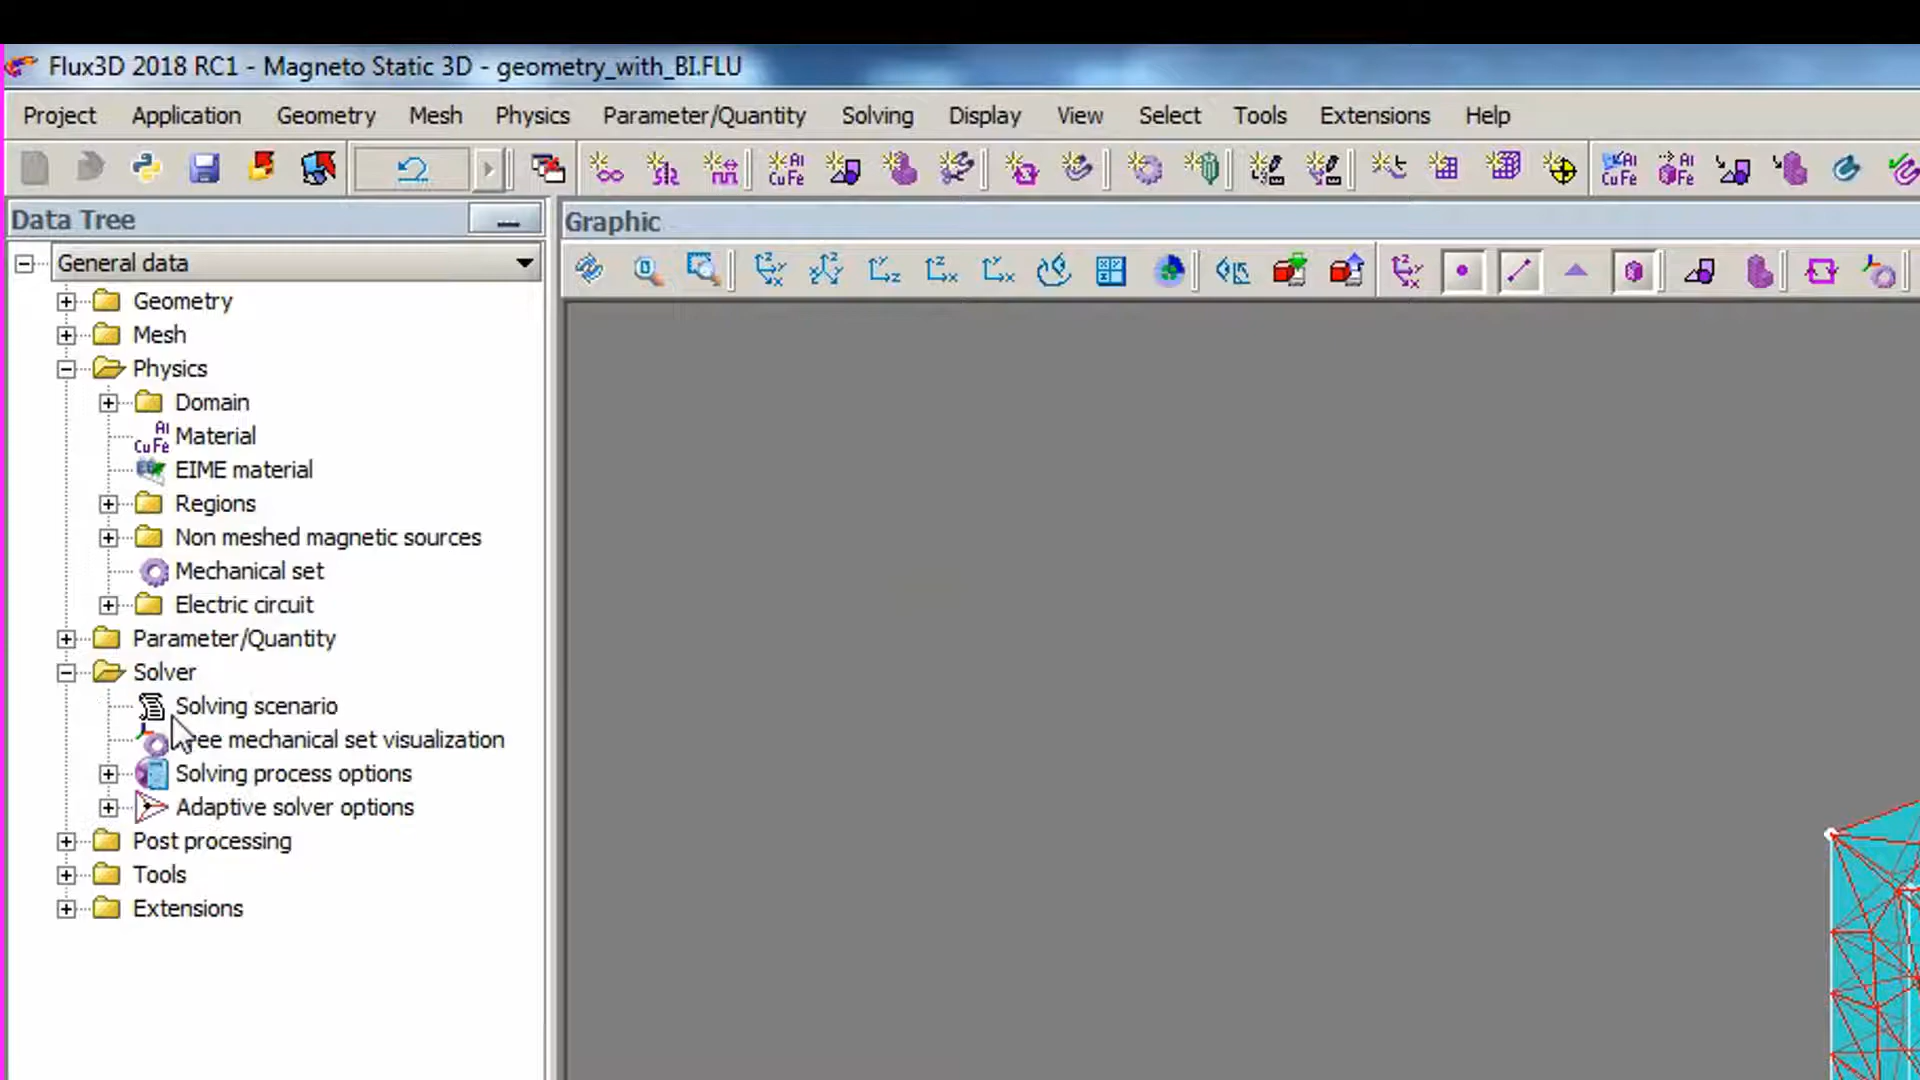 Flux3D 2018 RC1 - Magneto Static 3D - geometry_with_BI.FLU
Project Application Geometry Mesh Physics Parameter/Quantity Solving Display View Select Tools Extensions Help
Data Tree
Graphic
General data
Geometry
Mesh
Physics
Domain
Material
EIME material
Regions
Non meshed magnetic sources
Mechanical set
Electric circuit
Parameter/Quantity
Solver
Solving scenario
mechanical set visualization
Solving process options
Adaptive solver options
Post processing
Tools
Extensions